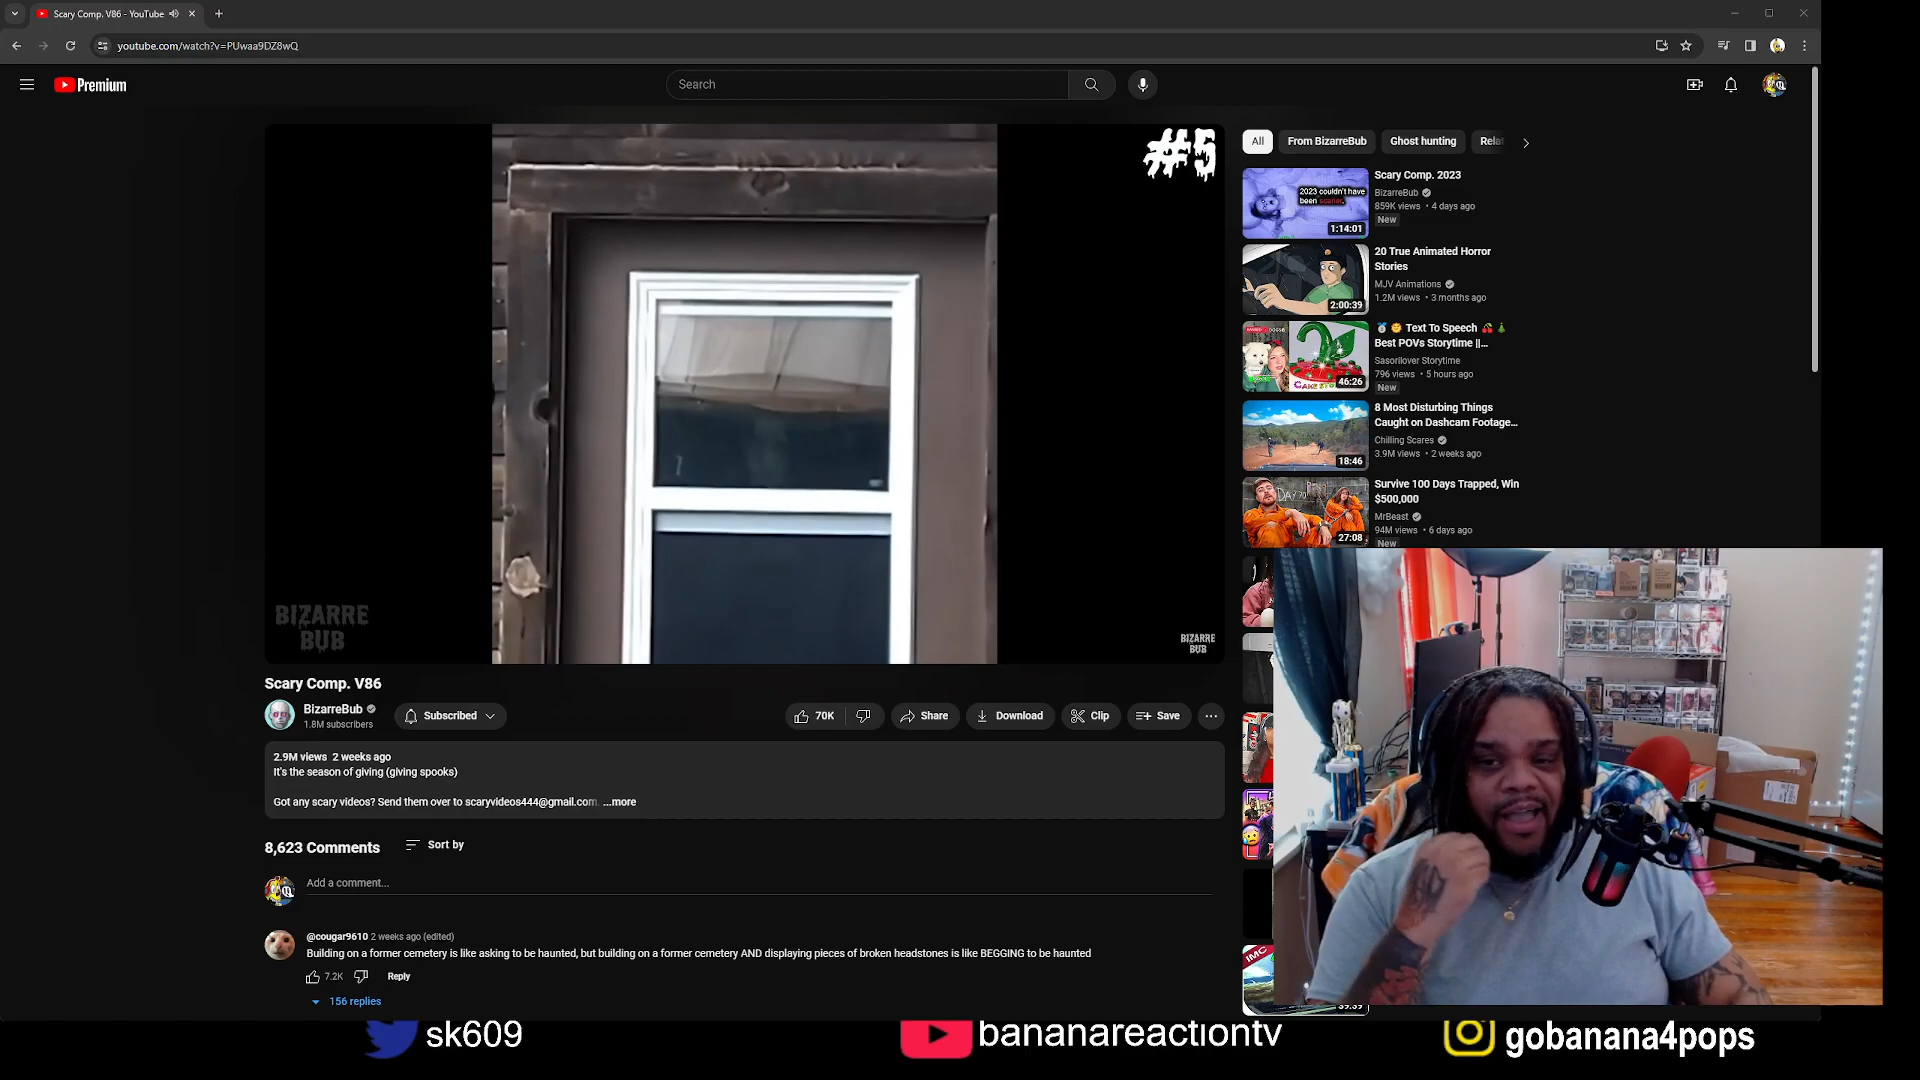 Scary Comp. V86 - YouTube
youtube.com/watch?v=PUwaa9DZ8wQ
Premium
Search
#5
BIZARRE
BUB
BIZARRE
BUB
All
From BizarreBub
Ghost hunting
Rela
2023 couldn't have
been scarier.
1:14:01
Scary Comp. 2023
BizarreBub
859K views • 4 days ago
New
2:00:39
20 True Animated Horror
Stories
MJV Animations
1.2M views • 3 months ago
46:26
Text To Speech
Best POVs Storytime ||...
Sasorilover Storytime
796 views • 5 hours ago
New
18:46
8 Most Disturbing Things
Caught on Dashcam Footage...
Chilling Scares
3.9M views • 2 weeks ago
27:08
Survive 100 Days Trapped, Win
$500,000
MrBeast
94M views • 6 days ago
New
IMC
39:39
Scary Comp. V86
BizarreBub
1.8M subscribers
Subscribed
70K
Share
Download
Clip
Save
2.9M views 2 weeks ago
It's the season of giving (giving spooks)
Got any scary videos? Send them over to scaryvideos444@gmail.com. ...more
8,623 Comments
Sort by
Add a comment...
@cougar9610 2 weeks ago (edited)
Building on a former cemetery is like asking to be haunted, but building on a former cemetery AND displaying pieces of broken headstones is like BEGGING to be haunted
7.2K
Reply
156 replies
sk609
bananareactiontv
gobanana4pops